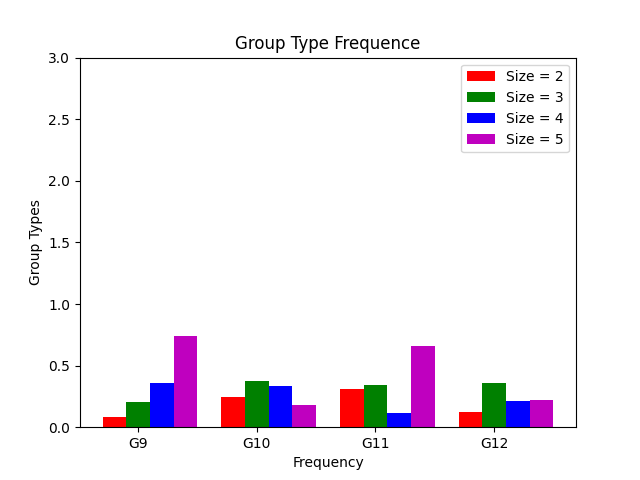 Group Type Frequence
3.0
2.5
2.0
1.5
1.0
0.5
0.0
Group Types
Size = 2
Size = 3
Size = 4
Size = 5
G9 G10 G11 G12
Frequency